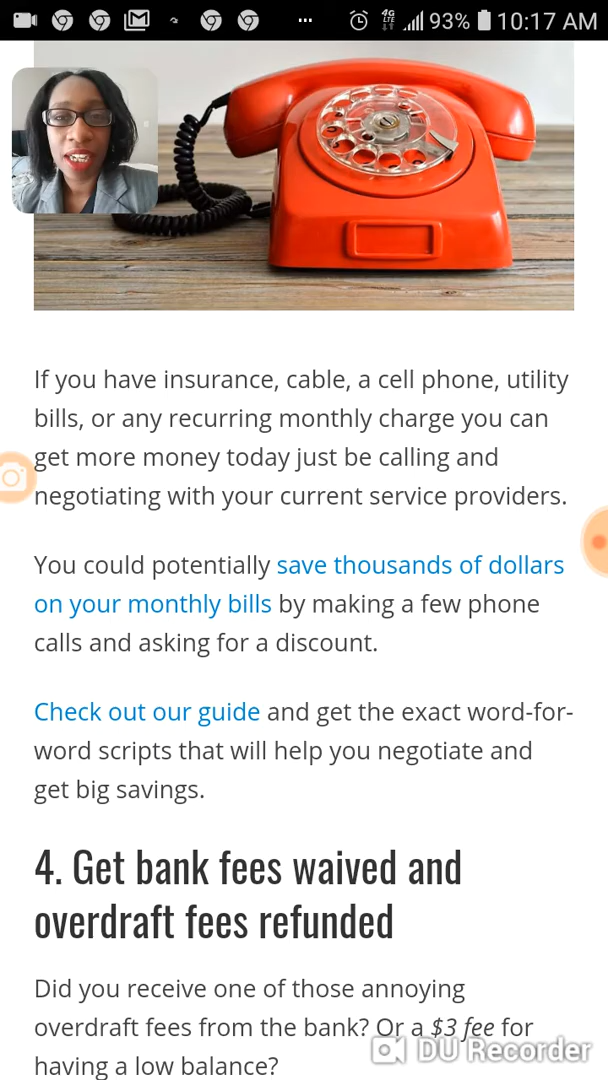 93% 10:17 AM
4G
LTE
If you have insurance, cable, a cell phone, utility
bills, or any recurring monthly charge you can
get more money today just be calling and
negotiating with your current service providers.
You could potentially save thousands of dollars
on your monthly bills by making a few phone
calls and asking for a discount.
Check out our guide and get the exact word-for-
word scripts that will help you negotiate and
get big savings.
4. Get bank fees waived and
overdraft fees refunded
Did you receive one of those annoying
overdraft fees from the bank? Or a $3 fee for
having a low balance?
DU Recorder